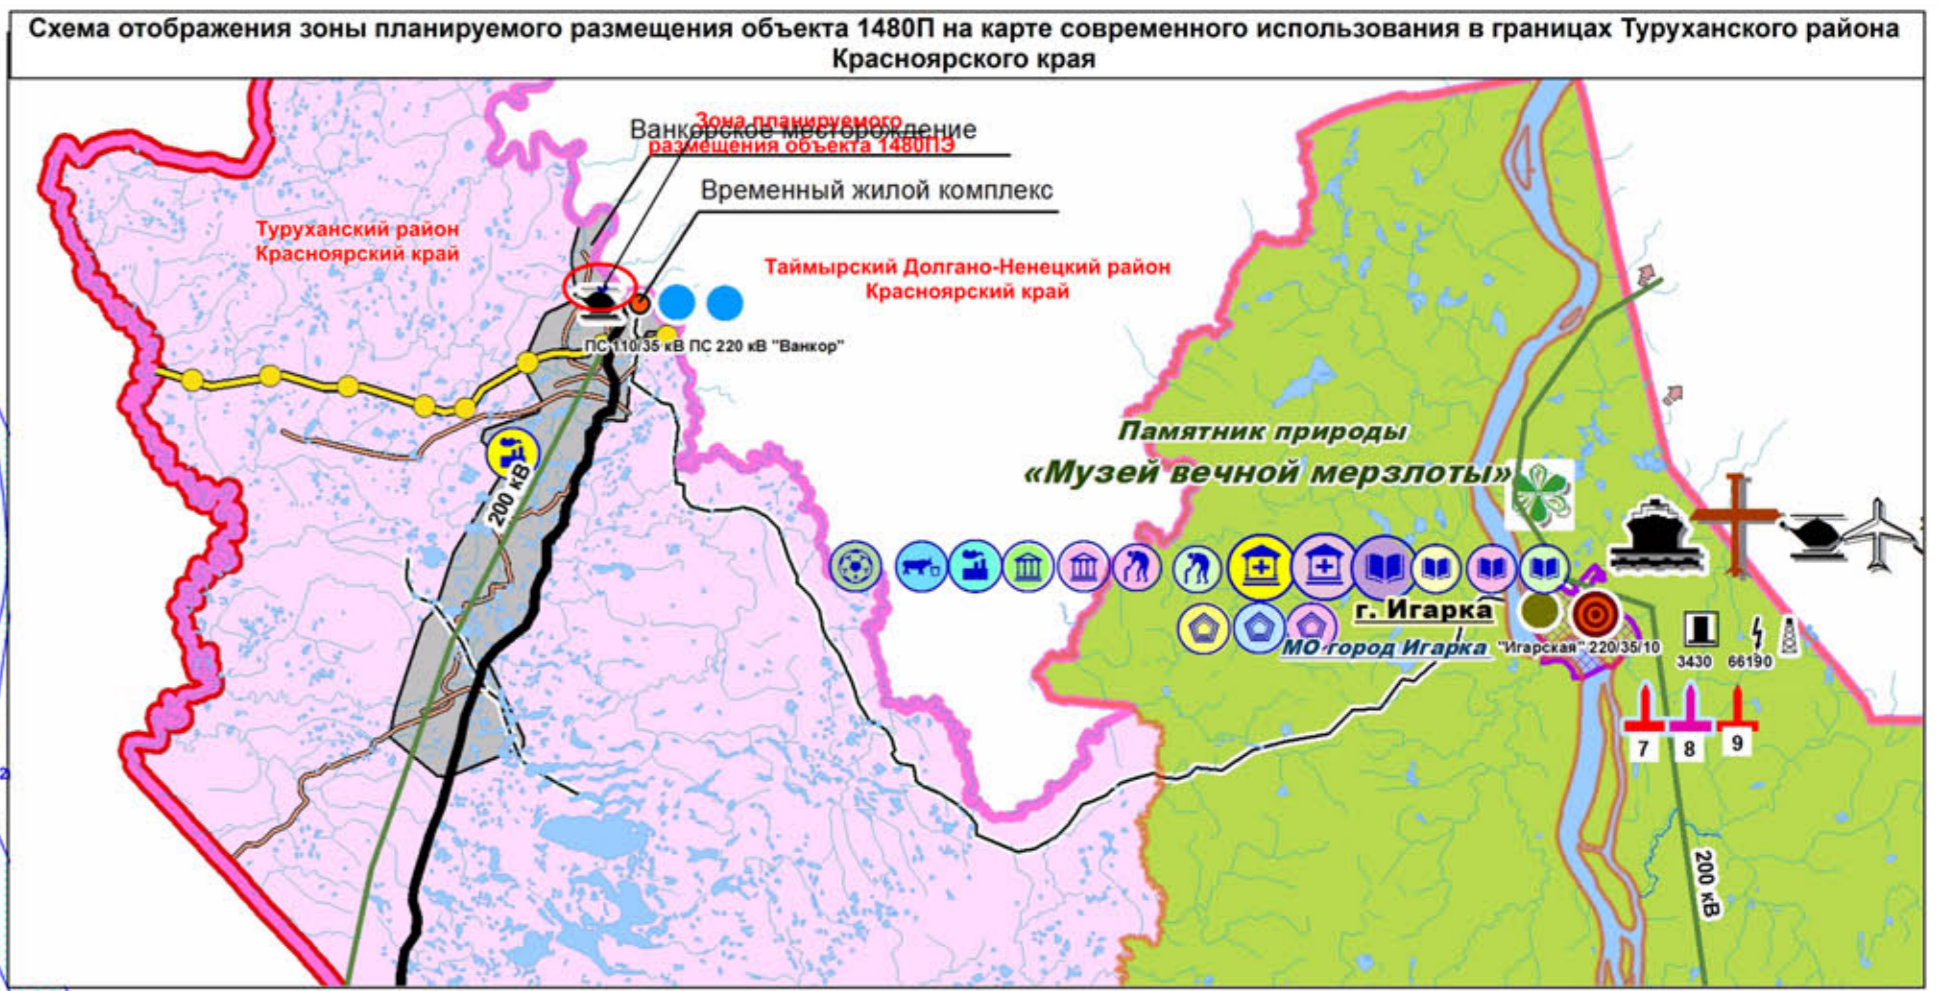 Схема отображения зоны планируемого размещения объекта 1480П на карте современного использования в границах Туруханского района
Красноярского края
Зона планируемого
Ванкорское месторождение
размещения объекта 1480ПЭ
Временный жилой комплекс
Туруханский район
Красноярский край
Таймырский Долгано-Ненецкий район
Красноярский край
ПС 110/35 кВ ПС 220 кВ "Ванкор"
Памятник природы
«Музей вечной мерзлоты»
200 кВ
г. Игарка
МО город Игарка
"Игарская" 220/35/10
3430
66190
7
8
9
2
200 кВ